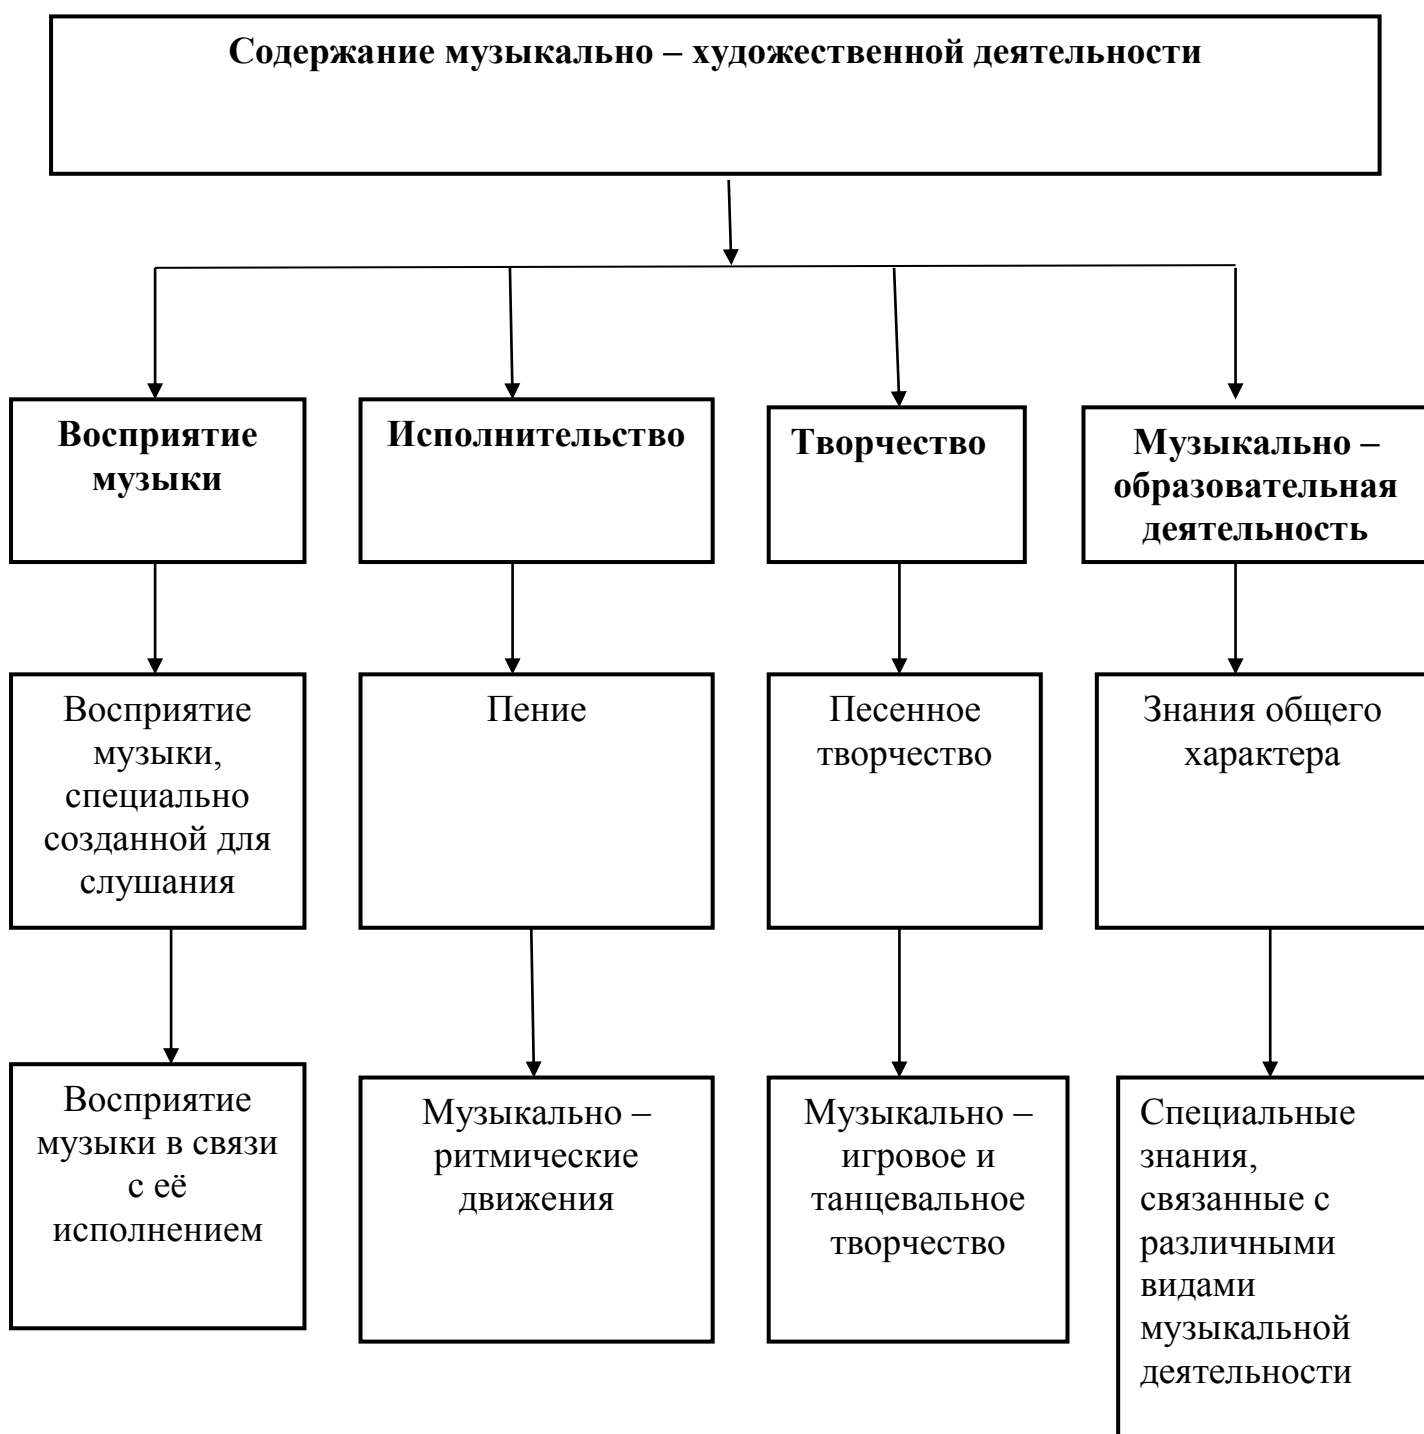 Содержание музыкально – художественной деятельности
Восприятие
музыки
Исполнительство
Творчество
Музыкально –
образовательная
деятельность
Восприятие
музыки,
специально
созданной для
слушания
Пение
Песенное
творчество
Знания общего
характера
Восприятие
музыки в связи
с её
исполнением
Музыкально –
ритмические
движения
Музыкально –
игровое и
танцевальное
творчество
Специальные
знания,
связанные с
различными
видами
музыкальной
деятельности